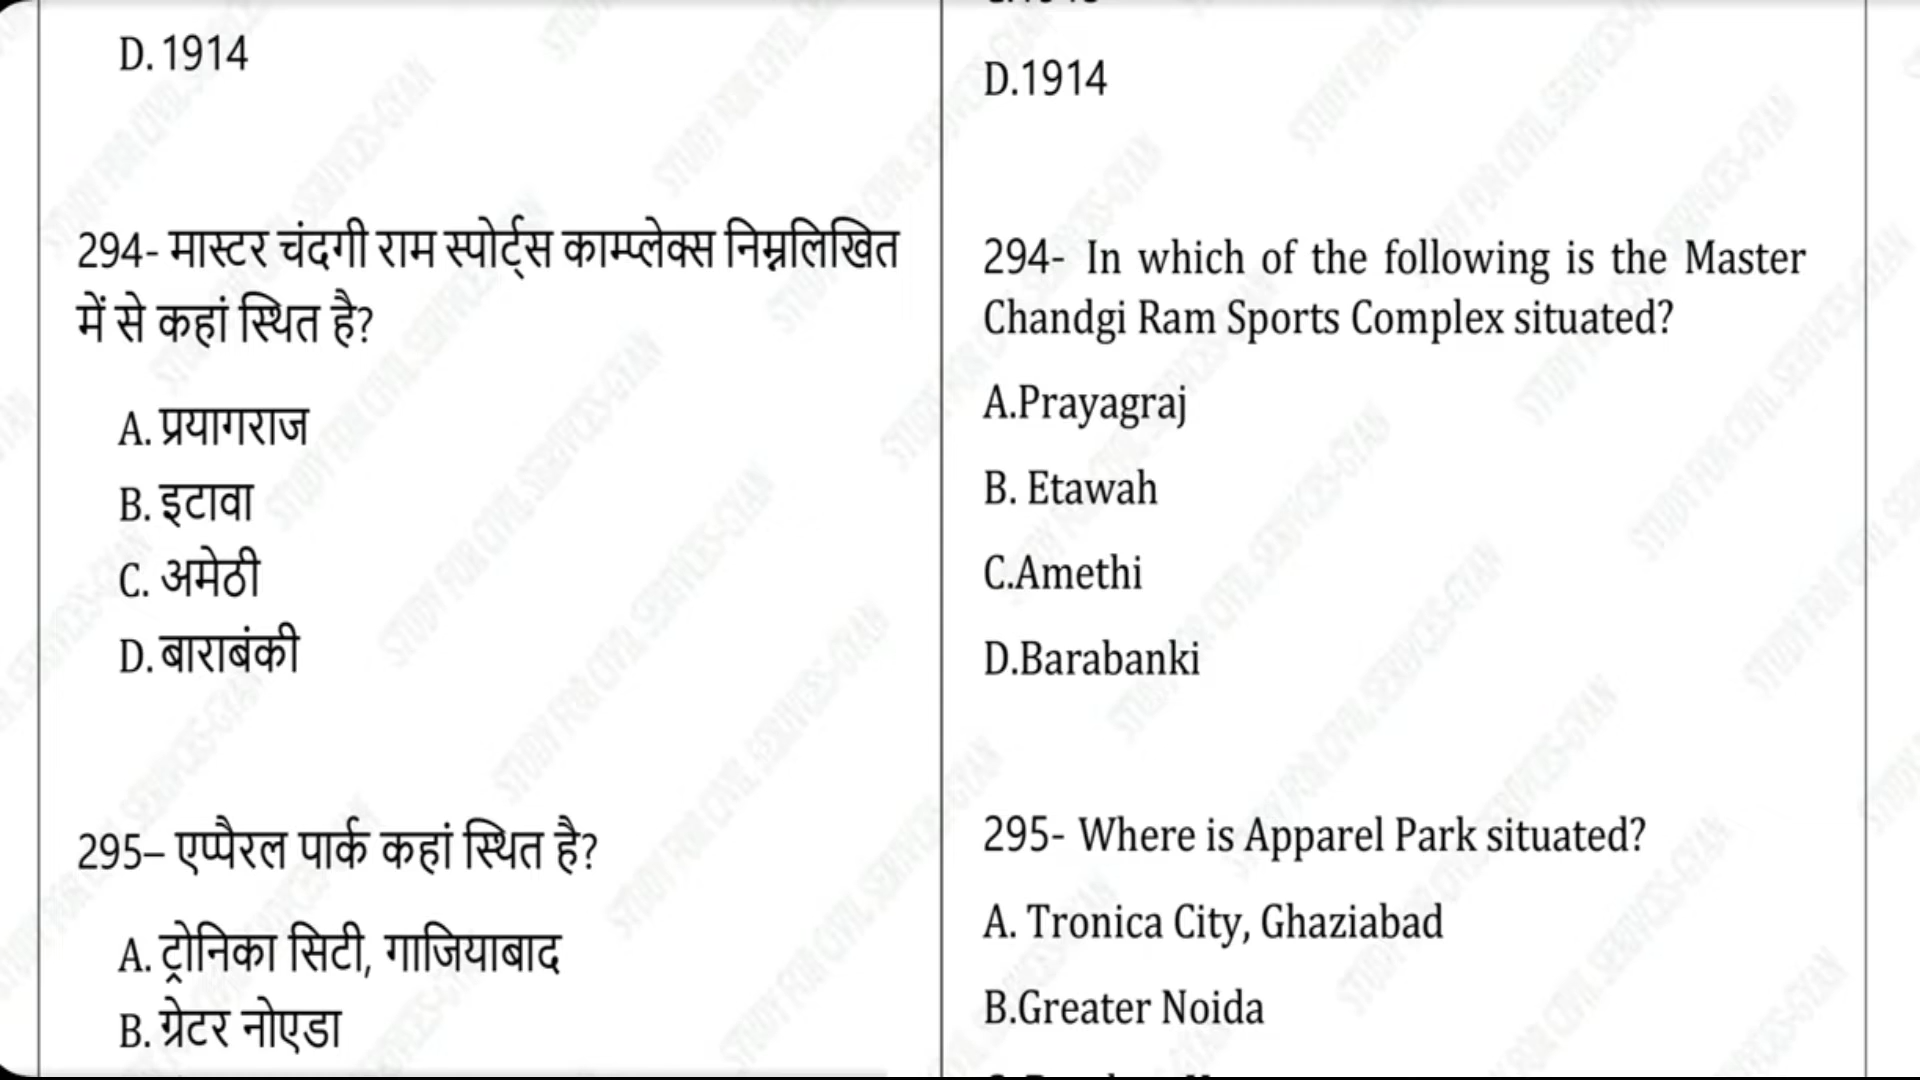 D. 1914
294- मास्टर चंदगी राम स्पोर्ट्स काम्प्लेक्स निम्नलिखित
में से कहां स्थित है?
A. प्रयागराज
B. इटावा
C. अमेठी
D. बाराबंकी
295– एप्पैरल पार्क कहां स्थित है?
A. ट्रोनिका सिटी, गाजियाबाद
B. ग्रेटर नोएडा
D.1914
294- In which of the following is the Master
Chandgi Ram Sports Complex situated?
A.Prayagraj
B. Etawah
C.Amethi
D.Barabanki
295- Where is Apparel Park situated?
A. Tronica City, Ghaziabad
B.Greater Noida